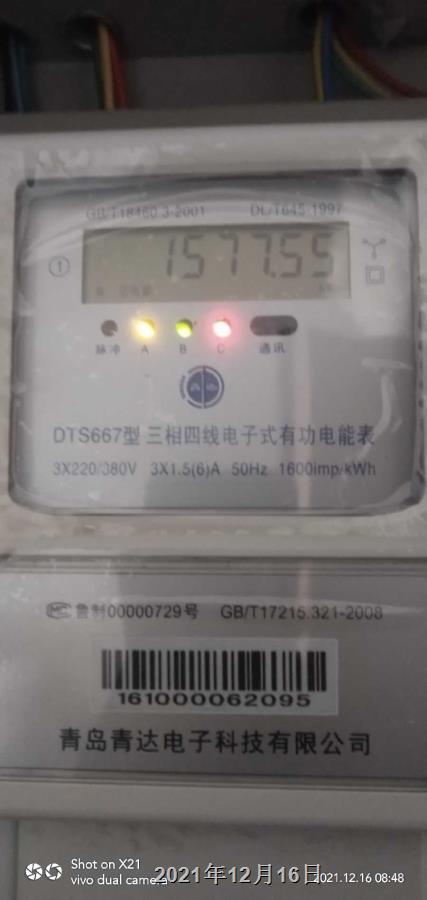 GB/T18460.3-2001 DL/T645-1997
① 1577.55
脉冲 A B C 通讯
DTS667型 三相四线电子式有功电能表
3X220/380V 3X1.5(6)A 50Hz 1600imp/kWh
MC 鲁制00000729号 GB/T17215.321-2008
161000062095
青岛青达电子科技有限公司
Shot on X21
vivo dual camera
2021年12月16日
2021.12.16 08:48